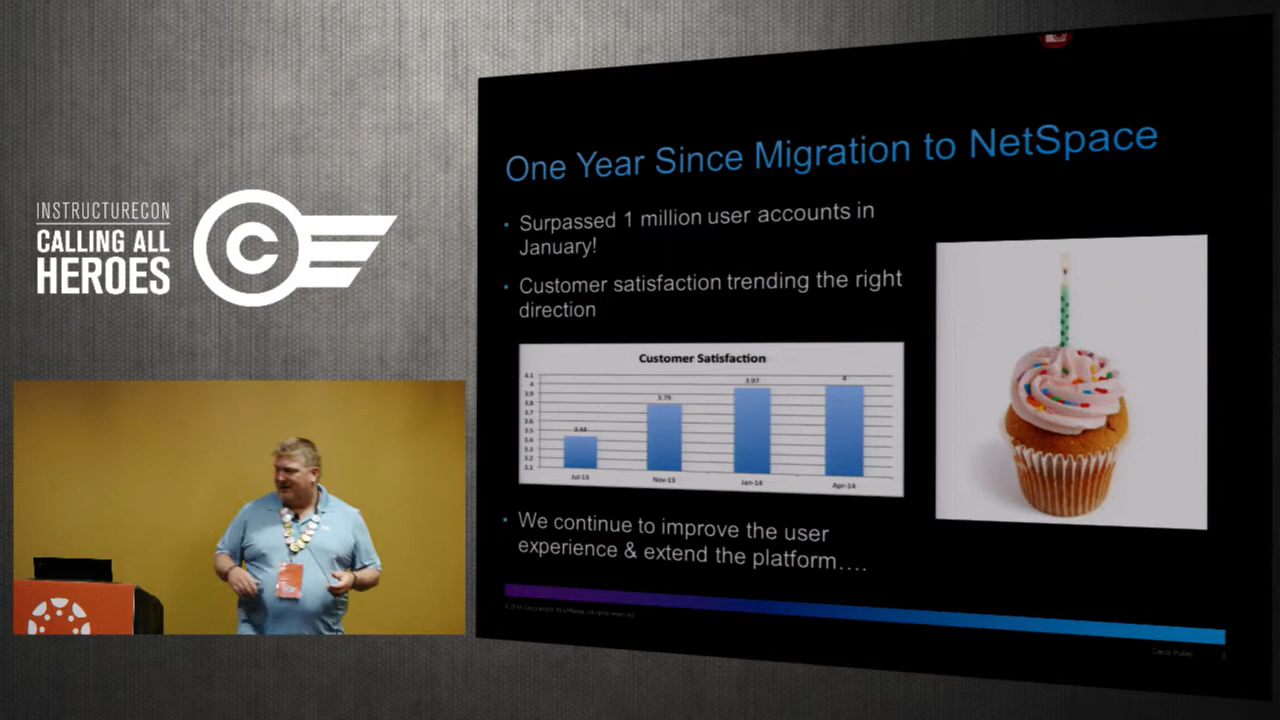 INSTRUCTURECON
CALLING ALL
HEROES
C
One Year Since Migration to NetSpace
• Surpassed 1 million user accounts in
January!
• Customer satisfaction trending the right
direction
Customer Satisfaction
4.1
4
3.9
3.8
3.7
3.6
3.5
3.4
3.3
3.2
3.1
3.44
3.79
3.97
4
Jul-13
Nov-13
Jan-14
Apr-14
• We continue to improve the user
experience & extend the platform….